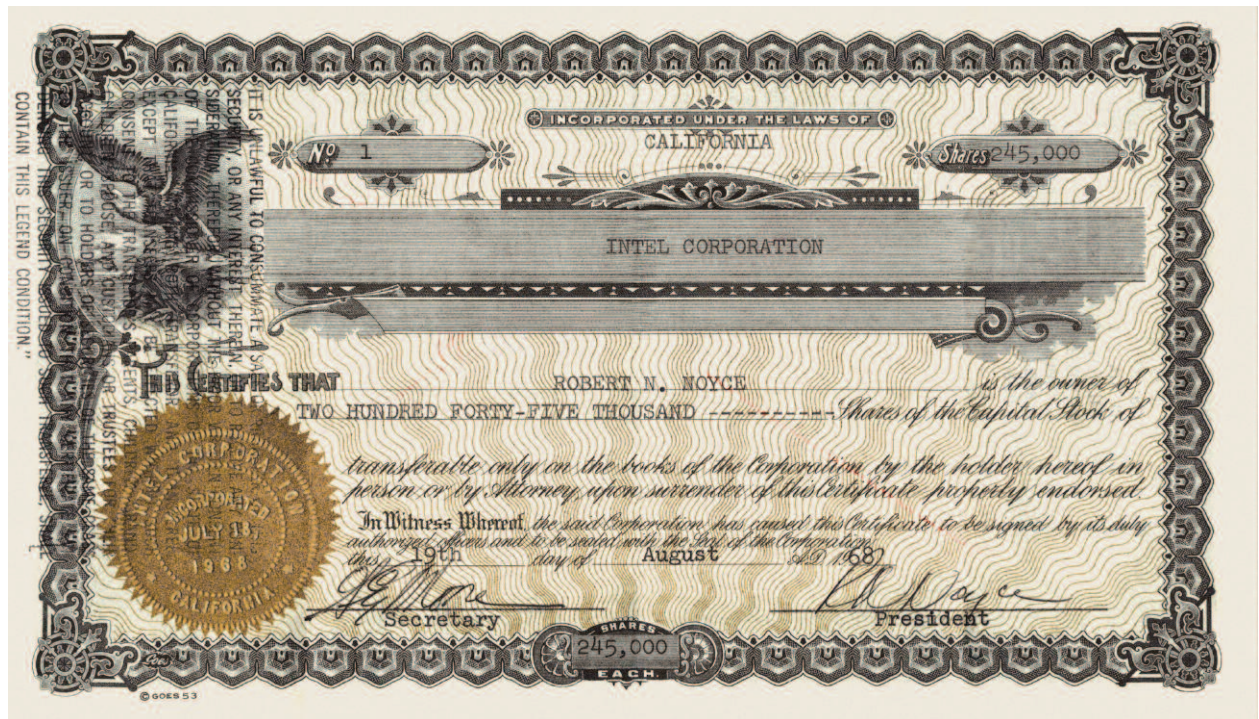 INCORPORATED UNDER THE LAWS OF
CALIFORNIA
No 1
Shares 245,000
INTEL CORPORATION
THIS CERTIFIES THAT ROBERT N. NOYCE is the owner of
TWO HUNDRED FORTY-FIVE THOUSAND ---------- Shares of the Capital Stock of
transferable only on the books of the Corporation by the holder hereof in
person or by Attorney, upon surrender of this Certificate properly endorsed.
In Witness Whereof, the said Corporation has caused this Certificate to be signed by its duly
authorized officers and to be sealed with the Seal of the Corporation
this 19th day of August A.D. 1968
G E Moore
Secretary
R N Noyce
President
SHARES
245,000
EACH.
INTEL CORPORATION
INCORPORATED
JULY 18,
1968
CALIFORNIA
IT IS UNLAWFUL TO CONSUMMATE A
SECURITY, OR ANY INTEREST THEREIN,
CONTAIN THIS LEGEND CONDITION."
© GOES 53